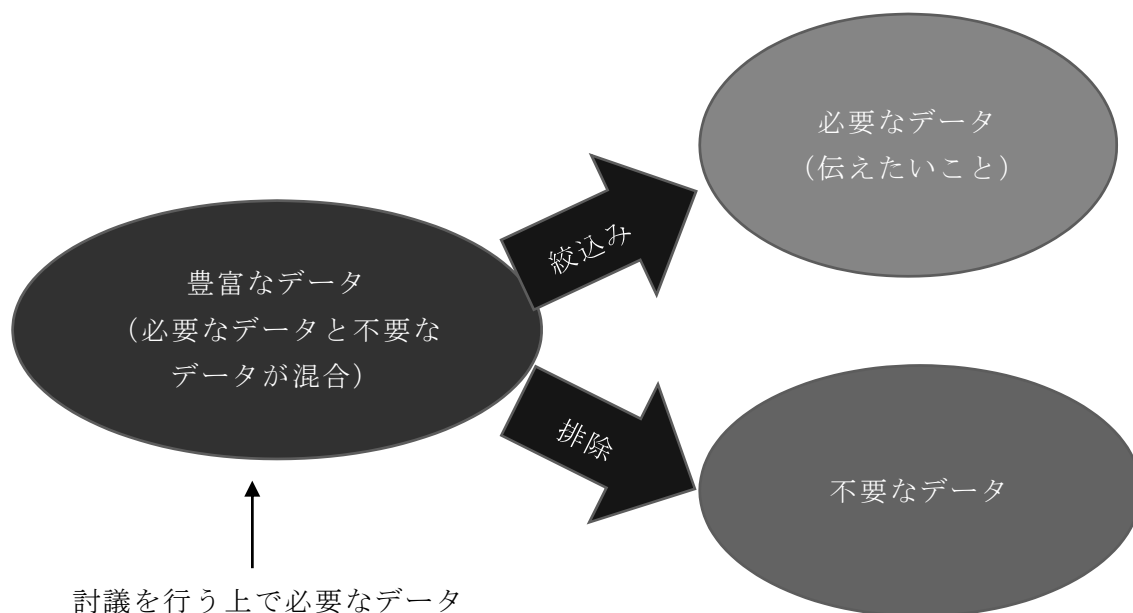 必要なデータ
（伝えたいこと）
絞込み
豊富なデータ
（必要なデータと不要な
データが混合）
排除
不要なデータ
討議を行う上で必要なデータ